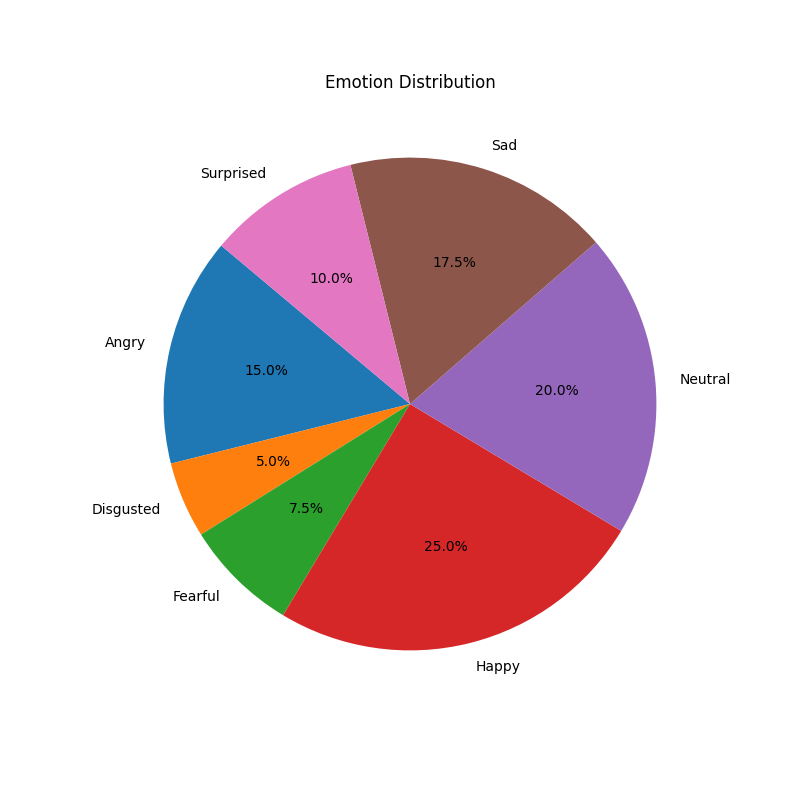 Emotion Distribution
Sad
Surprised
17.5%
10.0%
Angry
15.0%
Neutral
20.0%
5.0%
Disgusted
7.5%
25.0%
Fearful
Happy